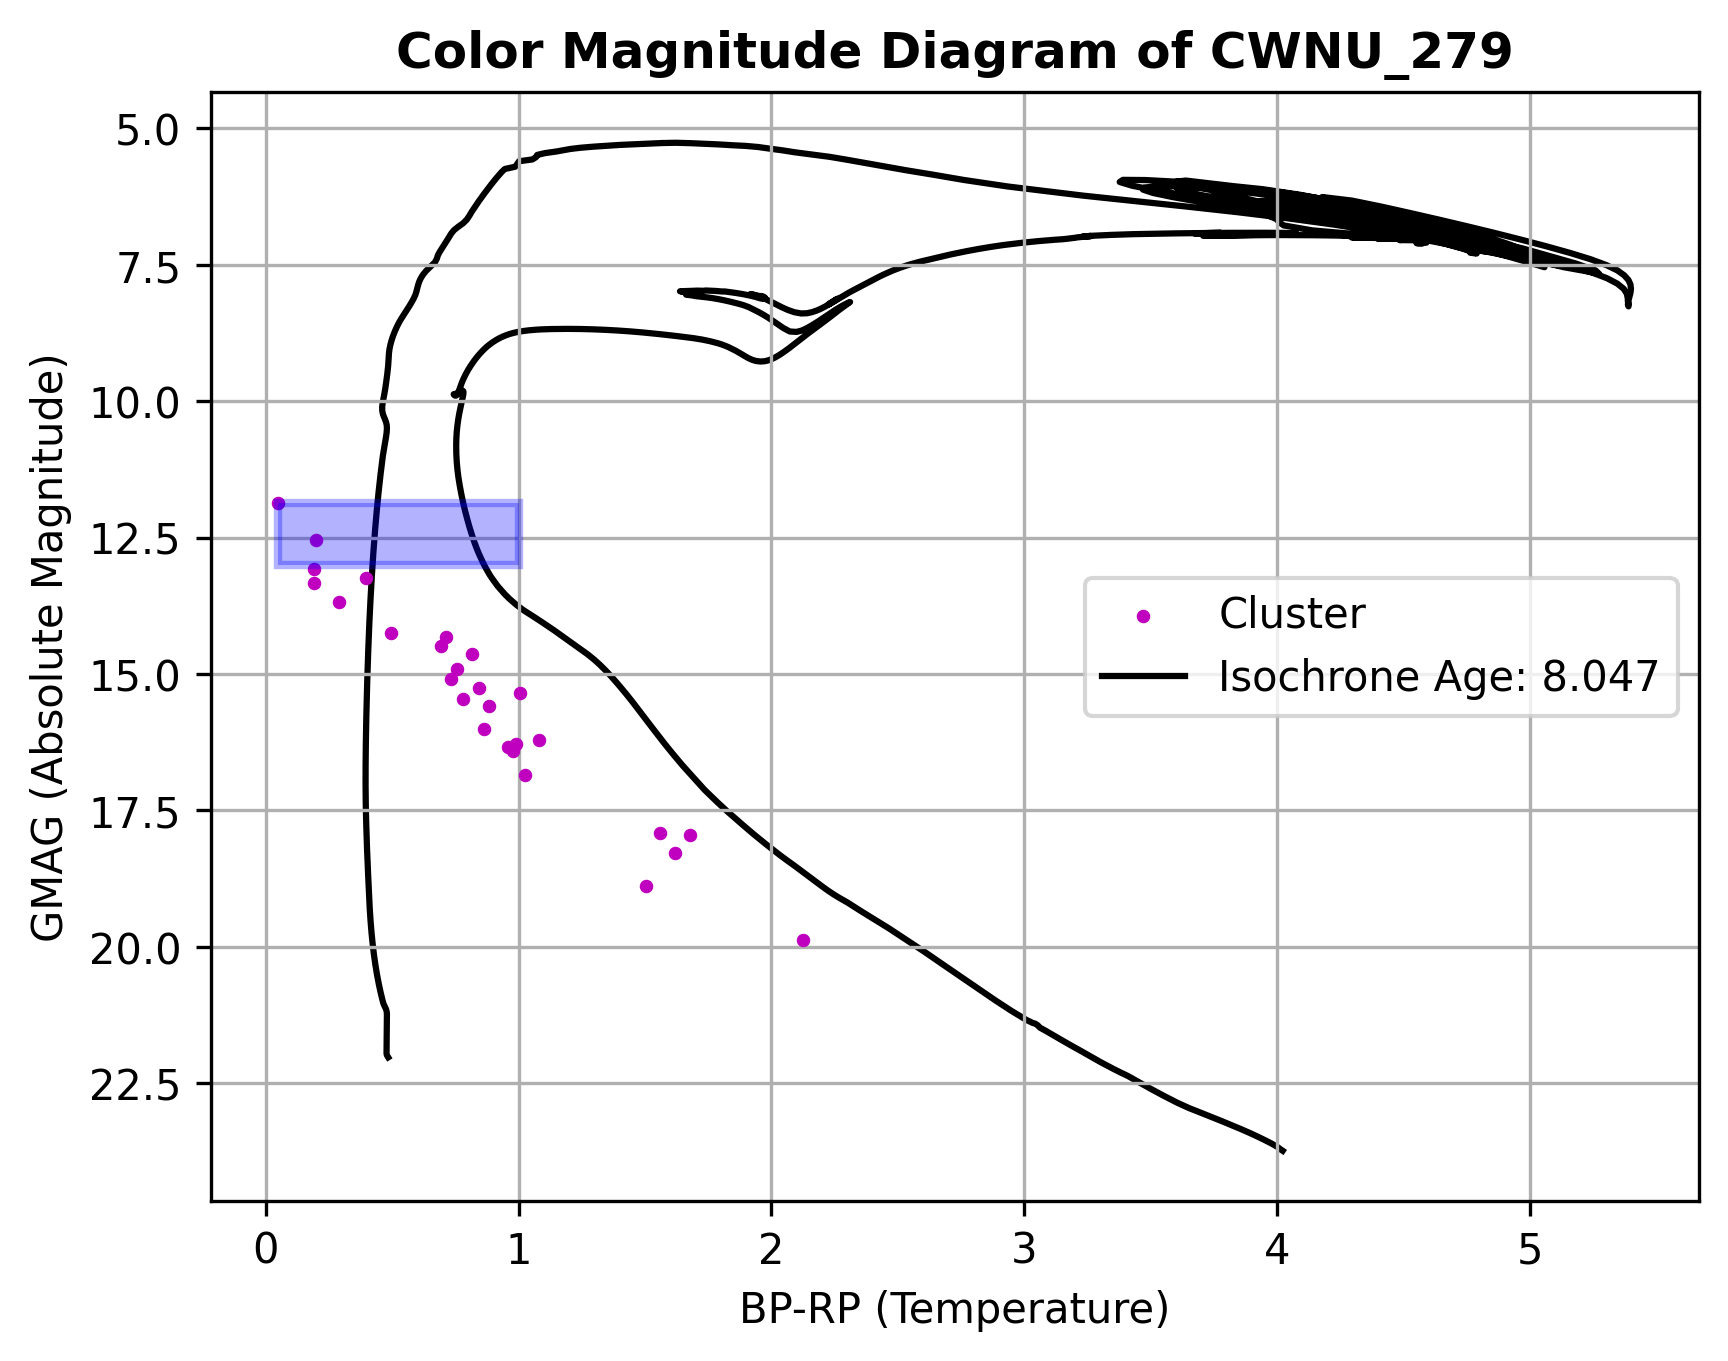 Color Magnitude Diagram of CWNU_279
GMAG (Absolute Magnitude)
5.0
7.5
10.0
12.5
15.0
17.5
20.0
22.5
Cluster
Isochrone Age: 8.047
0 1 2 3 4 5
BP-RP (Temperature)